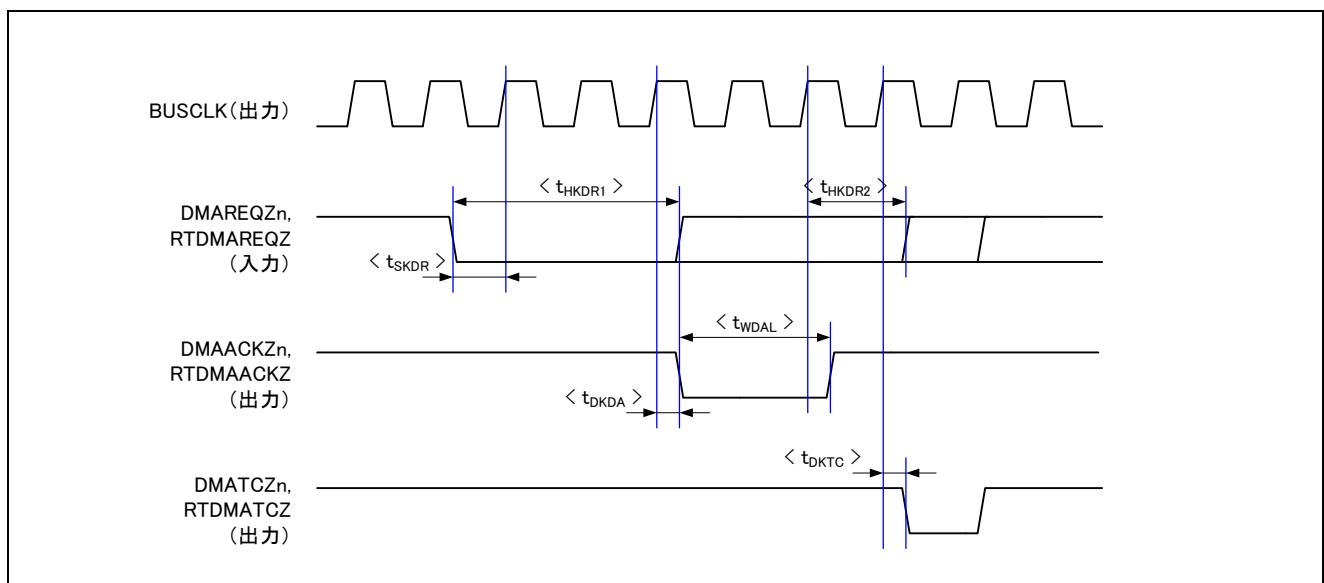 BUSCLK(出力)
< tHKDR1 >
< tHKDR2 >
DMAREQZn,
RTDMAREQZ
(入力)
< tSKDR >
< tWDAL >
DMAACKZn,
RTDMAACKZ
(出力)
< tDKDA >
< tDKTC >
DMATCZn,
RTDMATCZ
(出力)